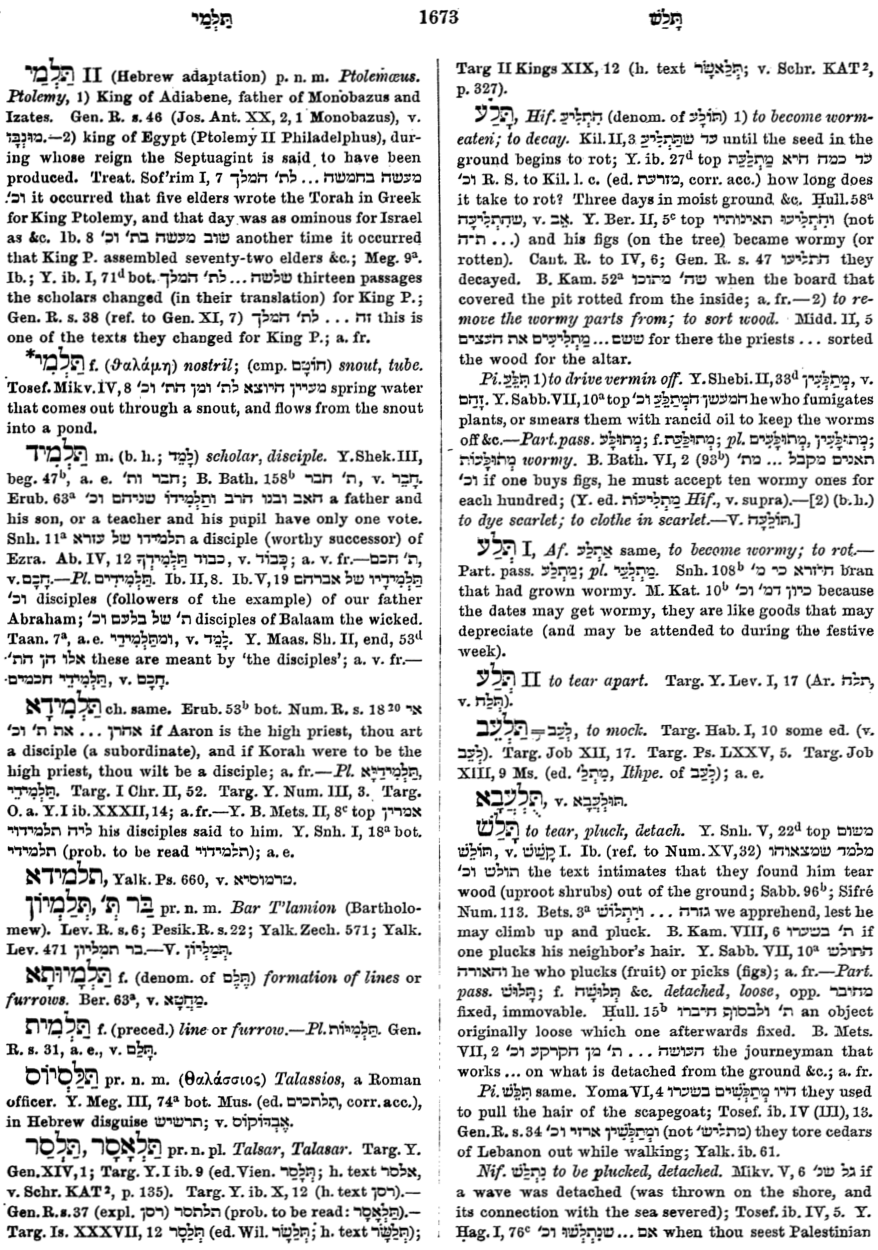 תַּלְמַי
1673
תָּלַשׁ
תַּלְמַי II (Hebrew adaptation) p. n. m. Ptolemæus.
Ptolemy, 1) King of Adiabene, father of Monobazus and
Izates. Gen. R. s. 46 (Jos. Ant. XX, 2, 1 Monobazus), v.
מוּנְבַּז.—2) king of Egypt (Ptolemy II Philadelphus), dur-
ing whose reign the Septuagint is said to have been
produced. Treat. Sof'rim I, 7 מעשה בחמשה ... לת' המלך
וכ' it occurred that five elders wrote the Torah in Greek
for King Ptolemy, and that day was as ominous for Israel
as &c. Ib. 8 שוב מעשה בת' וכ' another time it occurred
that King P. assembled seventy-two elders &c.; Meg. 9a.
Ib.; Y. ib. I, 71d bot. שלשה ... לת' המלך thirteen passages
the scholars changed (in their translation) for King P.;
Gen. R. s. 38 (ref. to Gen. XI, 7) זה ... לת' המלך this is
one of the texts they changed for King P.; a. fr.
*תַּלְמַי f. (θαλάμη) nostril; (cmp. חוֹטֶם) snout, tube.
Tosef. Mikv. IV, 8 מעיין היוצא לת' ומן הת' וכ' spring water
that comes out through a snout, and flows from the snout
into a pond.
תַּלְמִיד m. (b. h.; לָמַד) scholar, disciple. Y. Shek. III,
beg. 47b, a. e. חבר ות'; B. Bath. 158b ת' חבר, v. חָבֵר.
Erub. 63a האב ובנו הרב ותַלְמִידוֹ שניהם וכ' a father and
his son, or a teacher and his pupil have only one vote.
Snh. 11a תלמידו של עזרא a disciple (worthy successor) of
Ezra. Ab. IV, 12 כבוד תַּלְמִידְךָ, v. כָּבוֹד; a. v. fr.—ת' חכם,
v. חָכָם.—Pl. תַּלְמִידִים. Ib. II, 8. Ib. V, 19 תַּלְמִידָיו של אברהם
וכ' disciples (followers of the example) of our father
Abraham; ת' של בלעם וכ' disciples of Balaam the wicked.
Taan. 7a, a. e. ומתַּלְמִידַי, v. לָמַד. Y. Maas. Sh. II, end, 53d
אלו הן הת' these are meant by 'the disciples'; a. v. fr.—
תַּלְמִידֵי חכמים, v. חָכָם.
תַּלְמִידָא ch. same. Erub. 53b bot. Num. R. s. 18 20 אי
אהרן ... את ת' וכ' if Aaron is the high priest, thou art
a disciple (a subordinate), and if Korah were to be the
high priest, thou wilt be a disciple; a. fr.—Pl. תַּלְמִידַיָּא,
תַּלְמִידֵי. Targ. I Chr. II, 52. Targ. Y. Num. III, 3. Targ.
O. a. Y. I ib. XXXII, 14; a. fr.—Y. B. Mets. II, 8c top אמרין
ליה תלמידוי his disciples said to him. Y. Snh. I, 18a bot.
תלמידי (prob. to be read תלמידוי); a. e.
תלמידא, Yalk. Ps. 660, v. טרמוסיא.
תַּלְמְיוֹן, בַּר תְּ' pr. n. m. Bar T'lamion (Bartholo-
mew). Lev. R. s. 6; Pesik. R. s. 22; Yalk. Zech. 571; Yalk.
Lev. 471 בר תמליון.—V. תְּמַלְיוֹן.
תַּלְמְיוּתָא f. (denom. of תֶּלֶם) formation of lines or
furrows. Ber. 63a, v. מַחֲטָא.
תַּלְמִית f. (preced.) line or furrow.—Pl. תַּלְמִיּוֹת. Gen.
R. s. 31, a. e., v. תֶּלֶם.
תַּלַסְיוֹס pr. n. m. (Θαλάσσιος) Talassios, a Roman
officer. Y. Meg. III, 74a bot. Mus. (ed. תלתכים, corr. acc.),
in Hebrew disguise תרשיש; v. אַבְדּוֹקוֹס.
תַּלְאָסָר, תַּלְסַר pr. n. pl. Talsar, Talasar. Targ. Y.
Gen. XIV, 1; Targ. Y. I ib. 9 (ed. Vien. תְּלַסָּר; h. text אלסר,
v. Schr. KAT2, p. 135). Targ. Y. ib. X, 12 (h. text רסן).—
Gen. R. s. 37 (expl. רסן) תלתסר (prob. to be read: תַּלְאָסָר).—
Targ. Is. XXXVII, 12 תַּלְסָר (ed. Wil. תְּלַשָּׂר; h. text תְּלַשָּׂר);
Targ II Kings XIX, 12 (h. text תְּלַאשָּׂר; v. Schr. KAT2,
p. 327).
תָּלַע, Hif. הִתְלִיעַ (denom. of תּוֹלָע) 1) to become worm-
eaten; to decay. Kil. II, 3 עד שתַּתְלִיעַ until the seed in the
ground begins to rot; Y. ib. 27d top עד כמה היא מַתְלַעַת
וכ' R. S. to Kil. l. c. (ed. מזרעת, corr. acc.) how long does
it take to rot? Three days in moist ground &c. Hull. 58a
שהִתְלִיעָה, v. אֵב. Y. Ber. II, 5c top והִתְלִיעוּ תאינותיו (not
ת״ה ...) and his figs (on the tree) became wormy (or
rotten). Cant. R. to IV, 6; Gen. R. s. 47 התליעו they
decayed. B. Kam. 52a שה' מתוכו when the board that
covered the pit rotted from the inside; a. fr.—2) to re-
move the wormy parts from; to sort wood. Midd. II, 5
ששם ... מַתְלִיעִים את העצים for there the priests ... sorted
the wood for the altar.
Pi. תִּלֵּעַ 1) to drive vermin off. Y. Shebi. II, 33d מְתַלְּעִין, v.
זָהַם. Y. Sabb. VII, 10a top המעשן המְתַלֵּעַ וכ' he who fumigates
plants, or smears them with rancid oil to keep the worms
off &c.—Part. pass. מְתוּלָּע; f. מְתוּלַּעַת; pl. מְתוּלָּעִים, מְתוּלָּעִין;
מְתוּלָּעוֹת wormy. B. Bath. VI, 2 (93b) תאנים מקבל ... מת'
וכ' if one buys figs, he must accept ten wormy ones for
each hundred; (Y. ed. מַתְלִיעוֹת Hif., v. supra).—[2) (b. h.)
to dye scarlet; to clothe in scarlet.—V. תּוֹלַעַת.]
תְּלַע I, Af. אַתְלַע same, to become wormy; to rot.—
Part. pass. מַתְלַע; pl. מַתְלְעֵי. Snh. 108b חיזרא כי מ' bran
that had grown wormy. M. Kat. 10b כיון דמ' וכ' because
the dates may get wormy, they are like goods that may
depreciate (and may be attended to during the festive
week).
תְּלַע II to tear apart. Targ. Y. Lev. I, 17 (Ar. תלח,
v. תְּלַח).
תַּלְעֵב=לְעַב, to mock. Targ. Hab. I, 10 some ed. (v.
לְעַב). Targ. Job XII, 17. Targ. Ps. LXXV, 5. Targ. Job
XIII, 9 Ms. (ed. מִתְלַ', Ithpe. of לְעַב); a. e.
תֻּלְעֲבָא, v. תּוּלְעֲבָא.
תָּלַשׁ to tear, pluck, detach. Y. Snh. V, 22d top משום
תּוֹלֵשׁ, v. קָשַׁשׁ I. Ib. (ref. to Num. XV, 32) מלמד שמצאוהו
תולש וכ' the text intimates that they found him tear
wood (uproot shrubs) out of the ground; Sabb. 96b; Sifré
Num. 113. Bets. 3a גזרה ... ויִתְלוֹשׁ we apprehend, lest he
may climb up and pluck. B. Kam. VIII, 6 ת' בשערו if
one plucks his neighbor's hair. Y. Sabb. VII, 10a התולש
והאורה he who plucks (fruit) or picks (figs); a. fr.—Part.
pass. תָּלוּשׁ; f. תְּלוּשָׁה &c. detached, loose, opp. מחובר
fixed, immovable. Hull. 15b ת' ולבסוף חיברו an object
originally loose which one afterwards fixed. B. Mets.
VII, 2 העושה ... ת' מן הקרקע וכ' the journeyman that
works ... on what is detached from the ground &c.; a. fr.
Pi. תִּלֵּשׁ same. Yoma VI, 4 היו מְתַלְּשִׁים בשערו they used
to pull the hair of the scapegoat; Tosef. ib. IV (III), 13.
Gen. R. s. 34 ומְתַלְּשִׁין ארזי וכ' (not מתליש') they tore cedars
of Lebanon out while walking; Yalk. ib. 61.
Nif. נִתְלַשׁ to be plucked, detached. Mikv. V, 6 גל שנ' if
a wave was detached (was thrown on the shore, and
its connection with the sea severed); Tosef. ib. IV, 5. Y.
Hag. I, 76c אם ... שנִתְלְשׁוּ וכ' when thou seest Palestinian